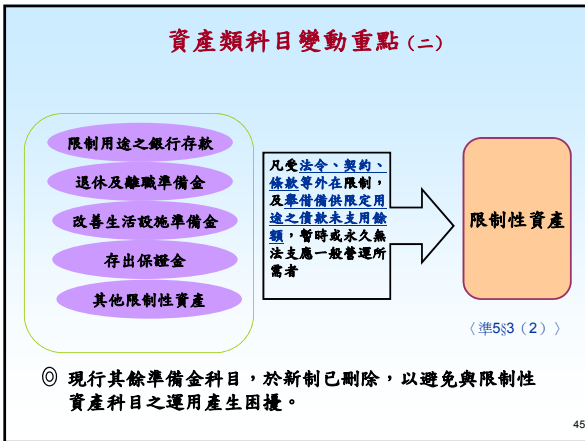 資產類科目變動重點(二)
限制用途之銀行存款
退休及離職準備金
改善生活設施準備金
存出保證金
其他限制性資產
凡受法令、契約、
條款等外在限制，
及舉借備供限定用
途之債款未支用餘
額，暫時或永久無
法支應一般營運所
需者
限制性資產
〈準5§3（2）〉
◎ 現行其餘準備金科目，於新制已刪除，以避免與限制性
資產科目之運用產生困擾。
45